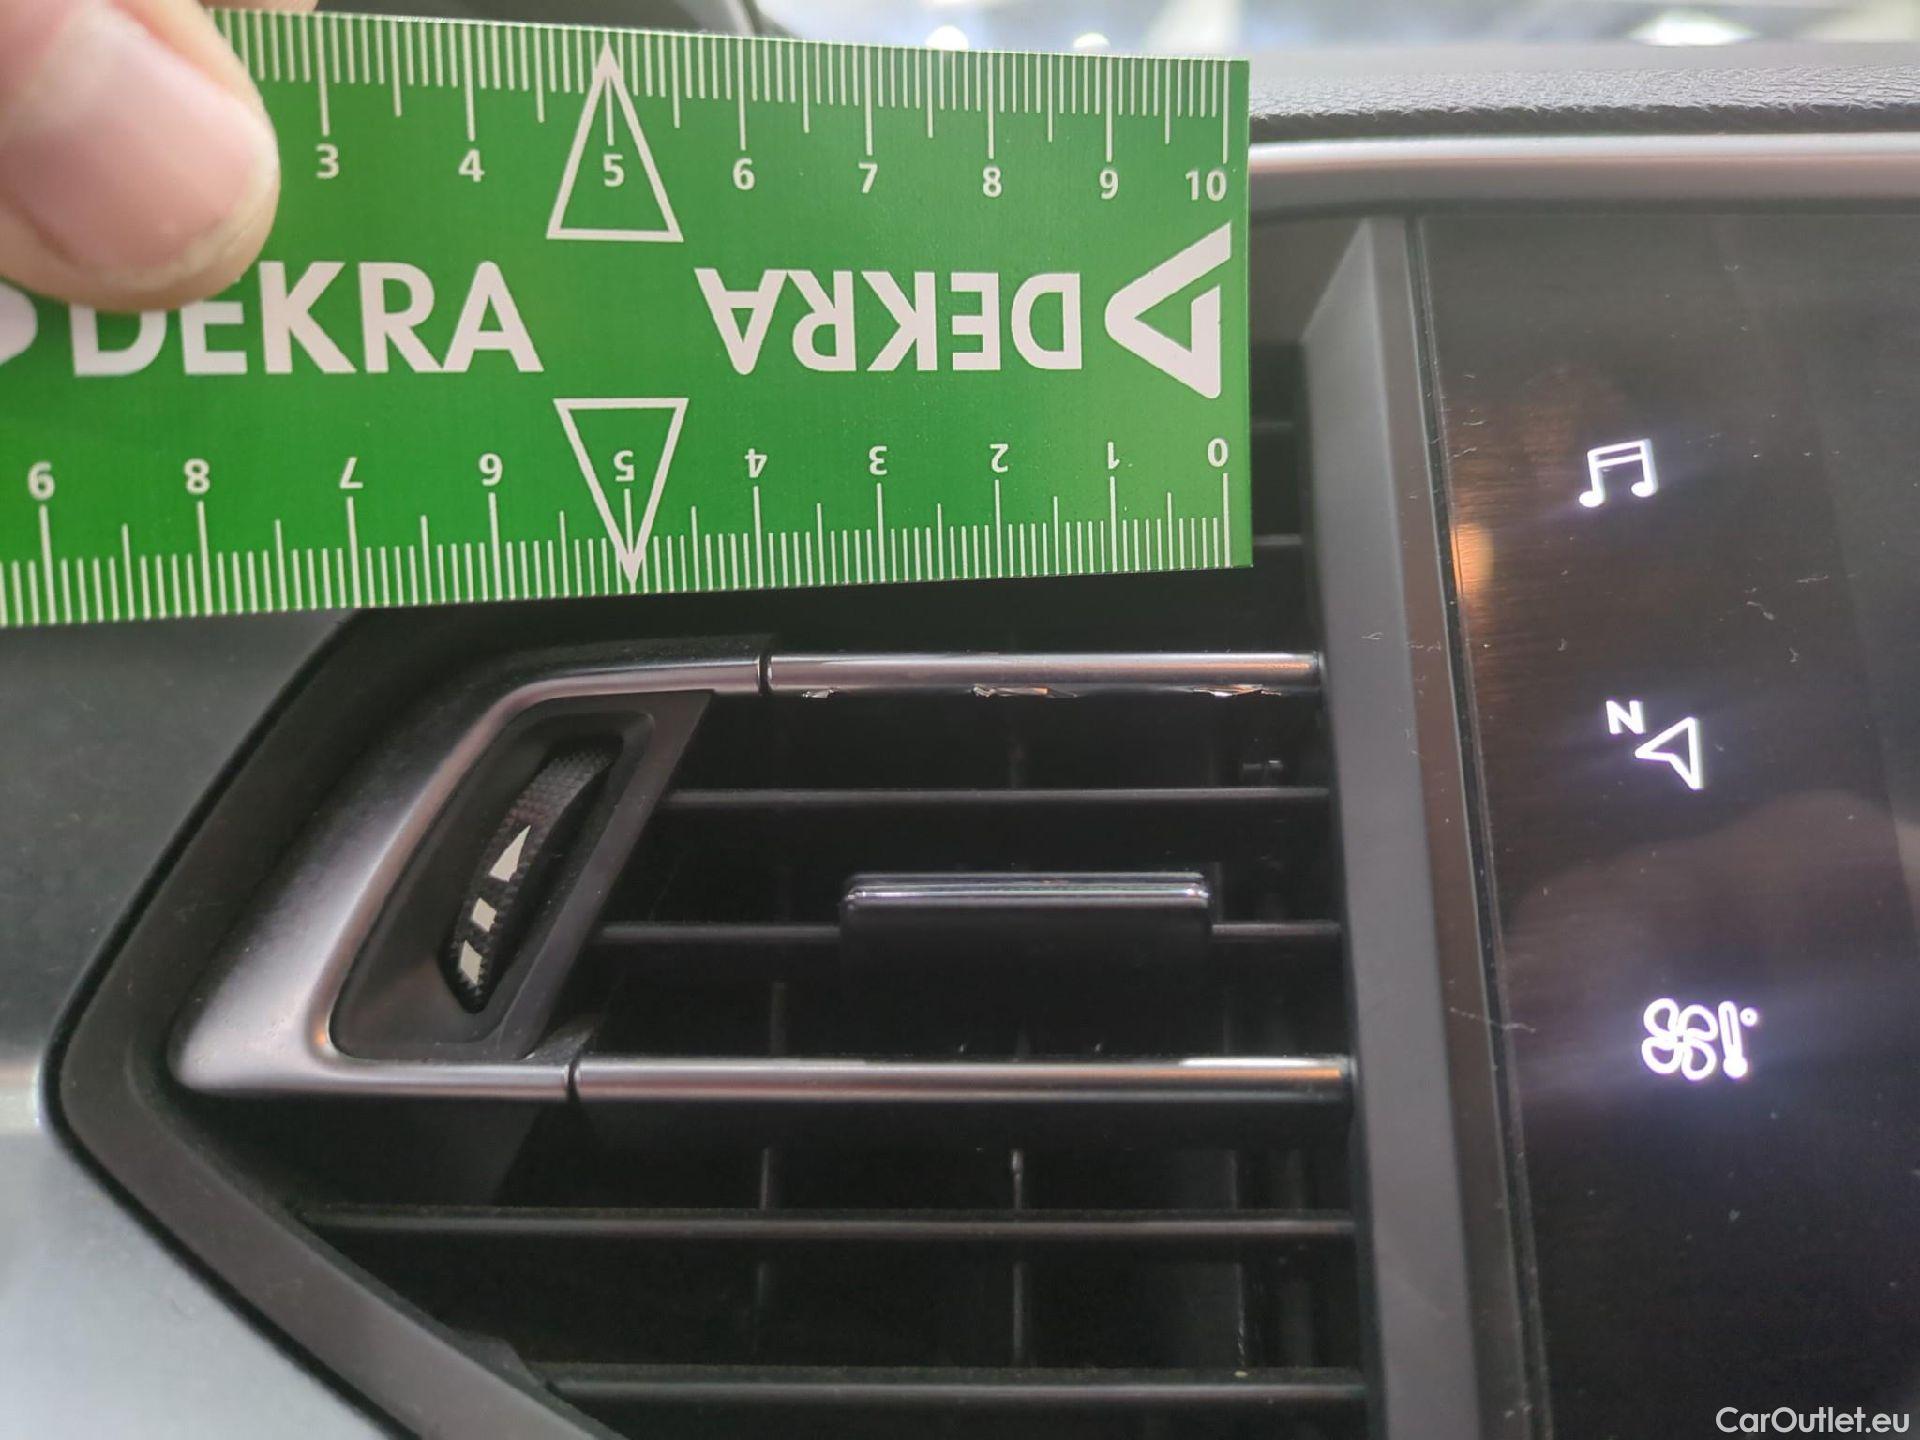 3 4 5 6 7 8 9 10
DEKRA DEKRA
9 8 7 6 5 4 3 2 1 0
N
CarOutlet.eu